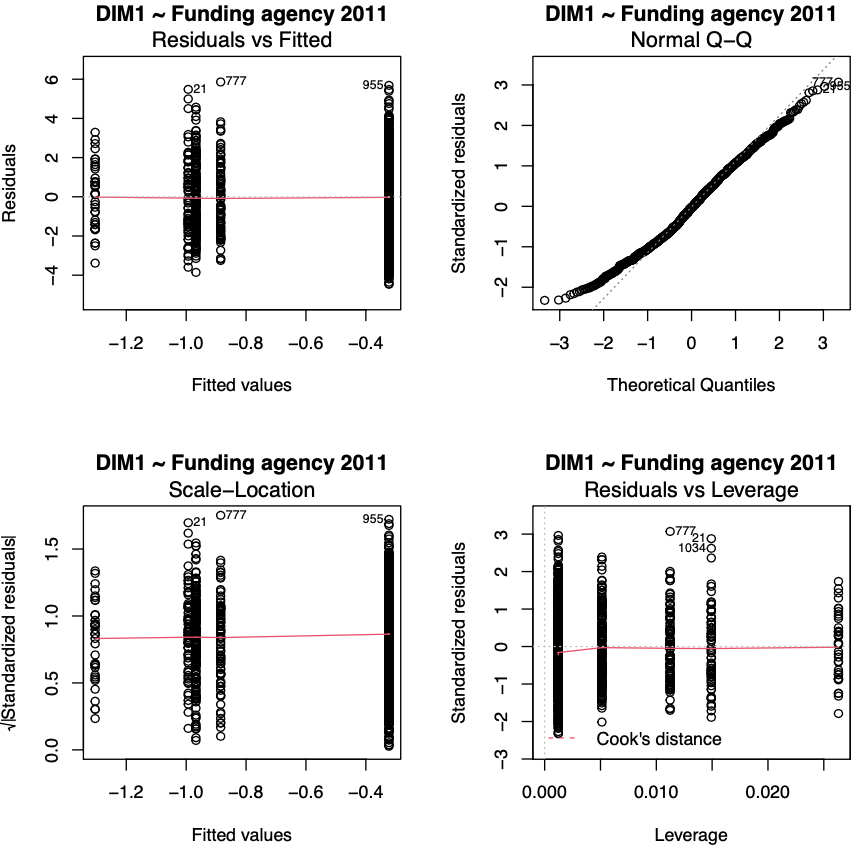 DIM1 ~ Funding agency 2011
Residuals vs Fitted
Residuals
6
4
2
0
−2
−4
21
777
955
−1.2 −1.0 −0.8 −0.6 −0.4
Fitted values
DIM1 ~ Funding agency 2011
Normal Q−Q
Standardized residuals
3
2
1
0
−1
−2
777
955
21
−3 −2 −1 0 1 2 3
Theoretical Quantiles
DIM1 ~ Funding agency 2011
Scale−Location
√|Standardized residuals|
1.5
1.0
0.5
0.0
21
777
955
−1.2 −1.0 −0.8 −0.6 −0.4
Fitted values
DIM1 ~ Funding agency 2011
Residuals vs Leverage
Standardized residuals
3
2
1
0
−1
−2
−3
777
21
1034
Cook's distance
0.000 0.010 0.020
Leverage